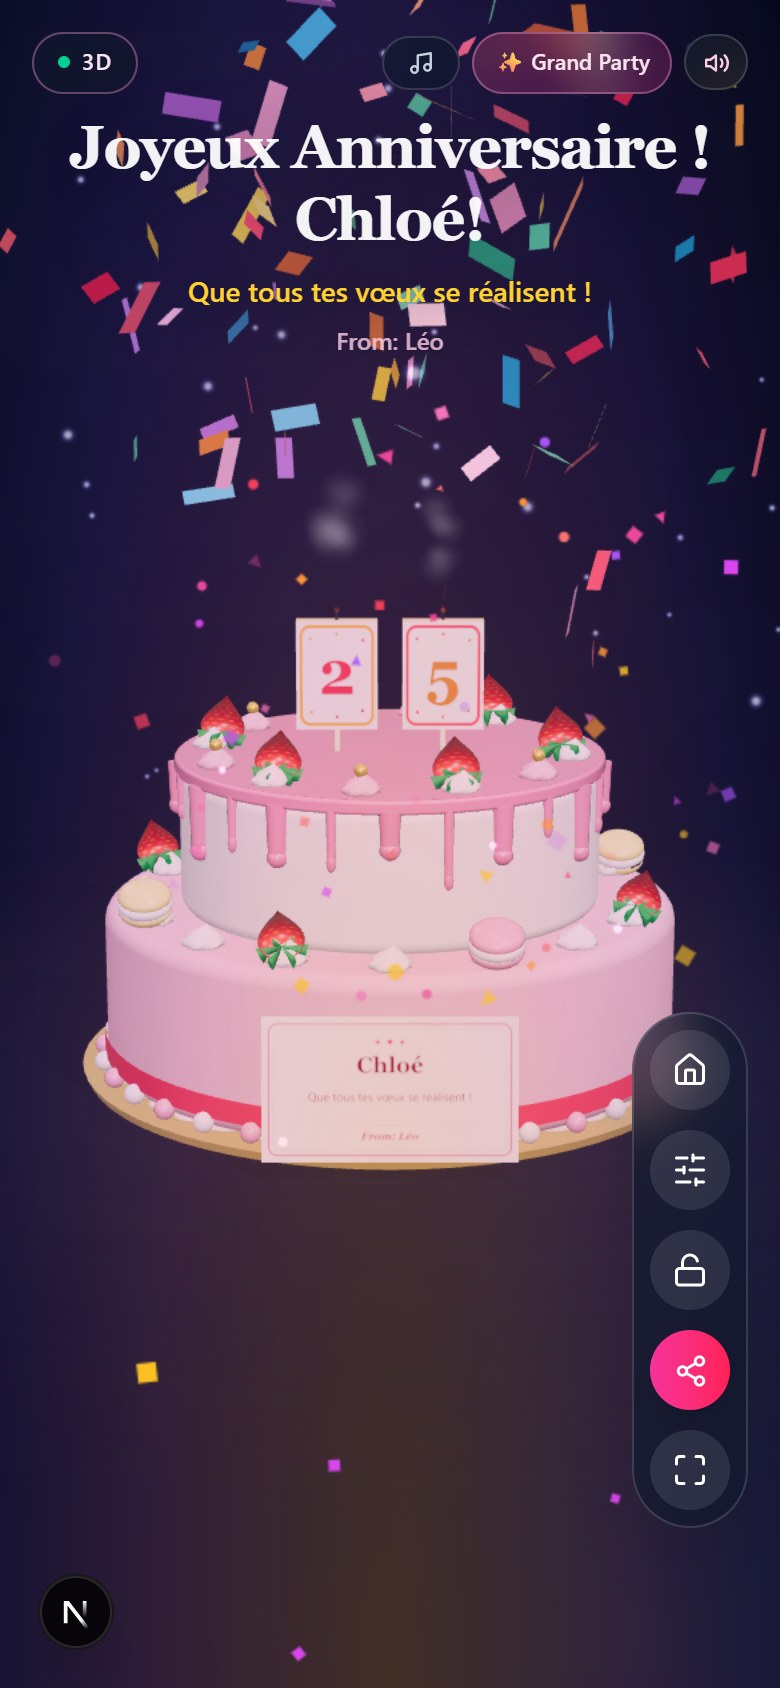 3D
Grand Party
Joyeux Anniversaire !
Chloé!
Que tous tes vœux se réalisent !
From: Léo
2 5
Chloé
Que tous tes vœux se réalisent !
From: Léo
N